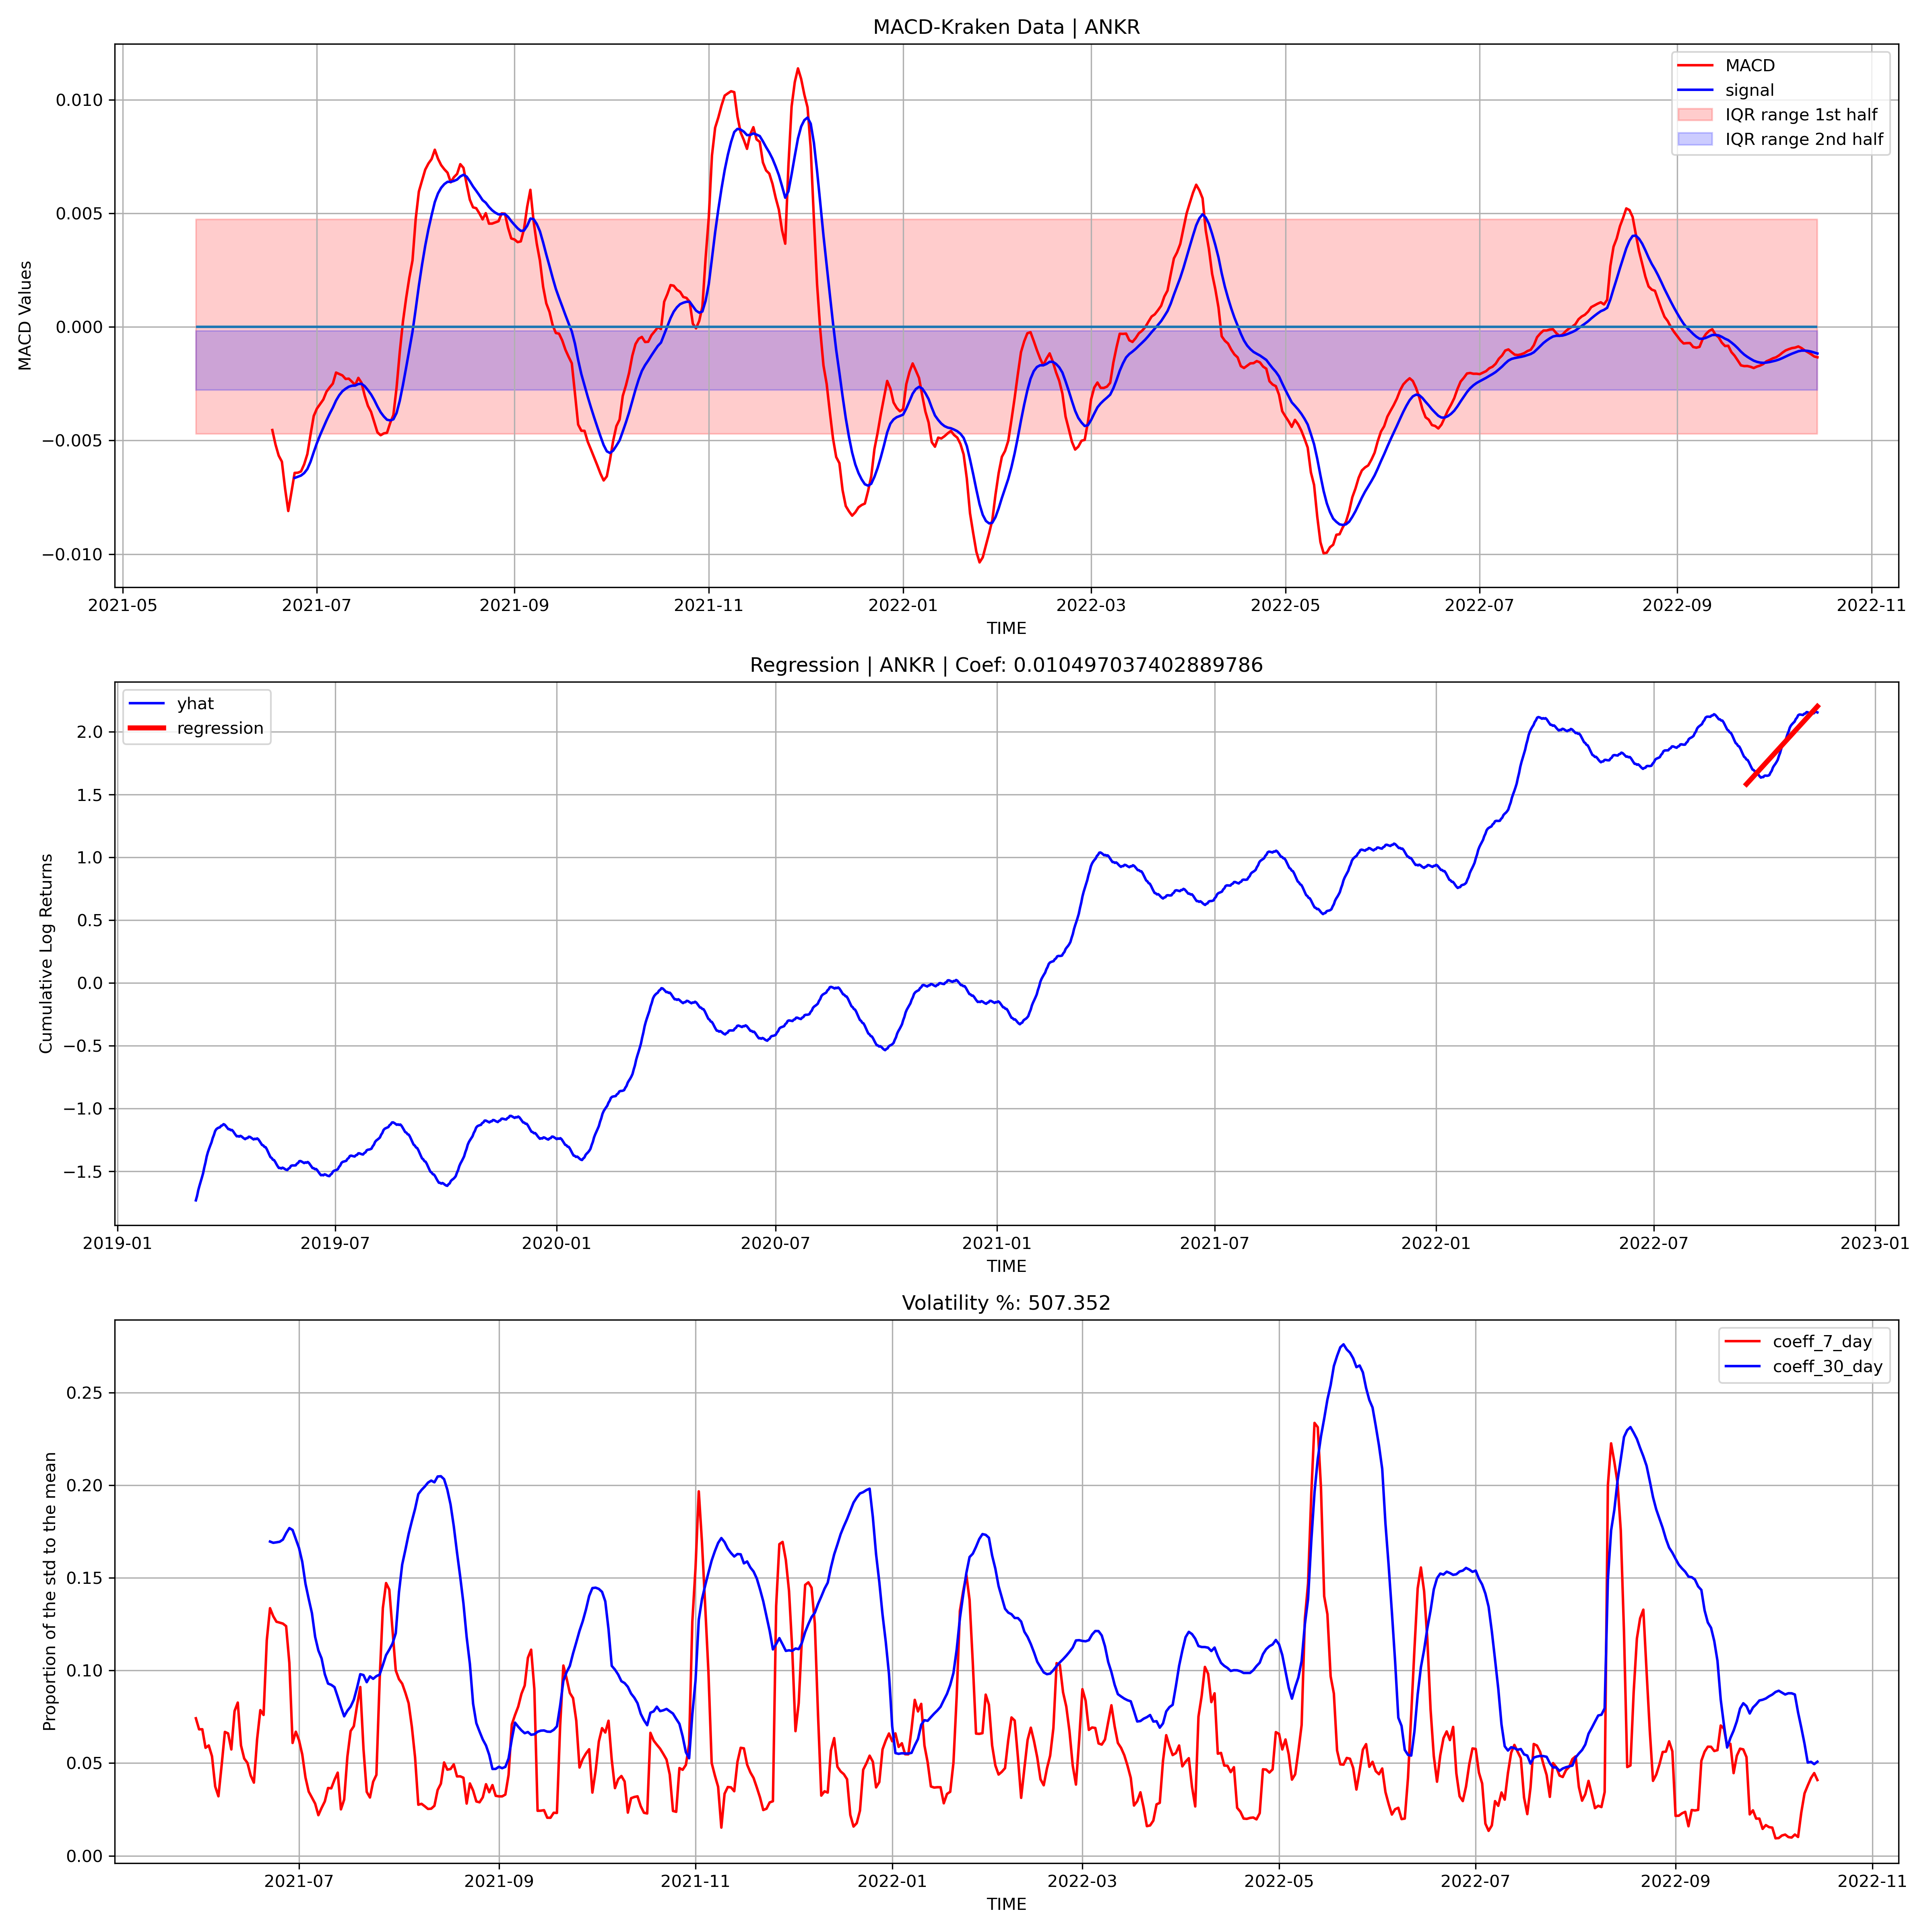 MACD-Kraken Data | ANKR
MACD
signal
IQR range 1st half
IQR range 2nd half
0.010
0.005
0.000
−0.005
−0.010
MACD Values
2021-05 2021-07 2021-09 2021-11 2022-01 2022-03 2022-05 2022-07 2022-09 2022-11
TIME
Regression | ANKR | Coef: 0.010497037402889786
yhat
regression
2.0
1.5
1.0
0.5
0.0
−0.5
−1.0
−1.5
Cumulative Log Returns
2019-01 2019-07 2020-01 2020-07 2021-01 2021-07 2022-01 2022-07 2023-01
TIME
Volatility %: 507.352
coeff_7_day
coeff_30_day
0.25
0.20
0.15
0.10
0.05
0.00
Proportion of the std to the mean
2021-07 2021-09 2021-11 2022-01 2022-03 2022-05 2022-07 2022-09 2022-11
TIME